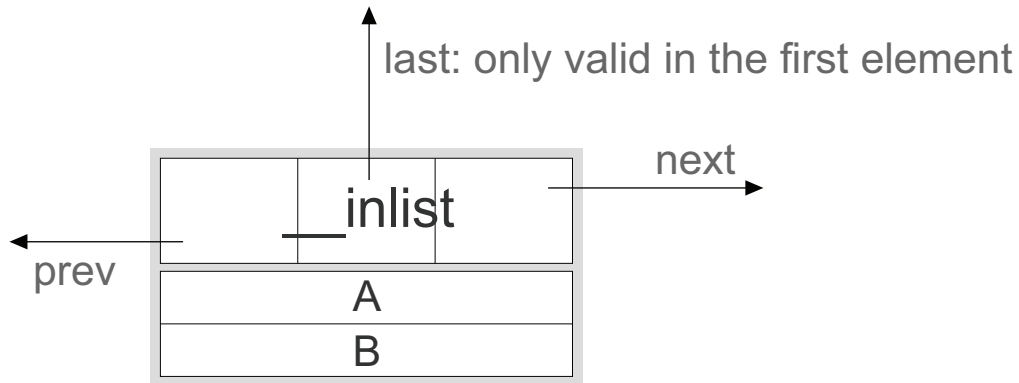 last: only valid in the first element
next
__inlist
prev
A
B